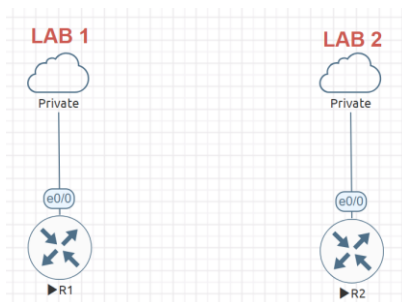 LAB 1
LAB 2
Private
Private
e0/0
e0/0
R1
R2